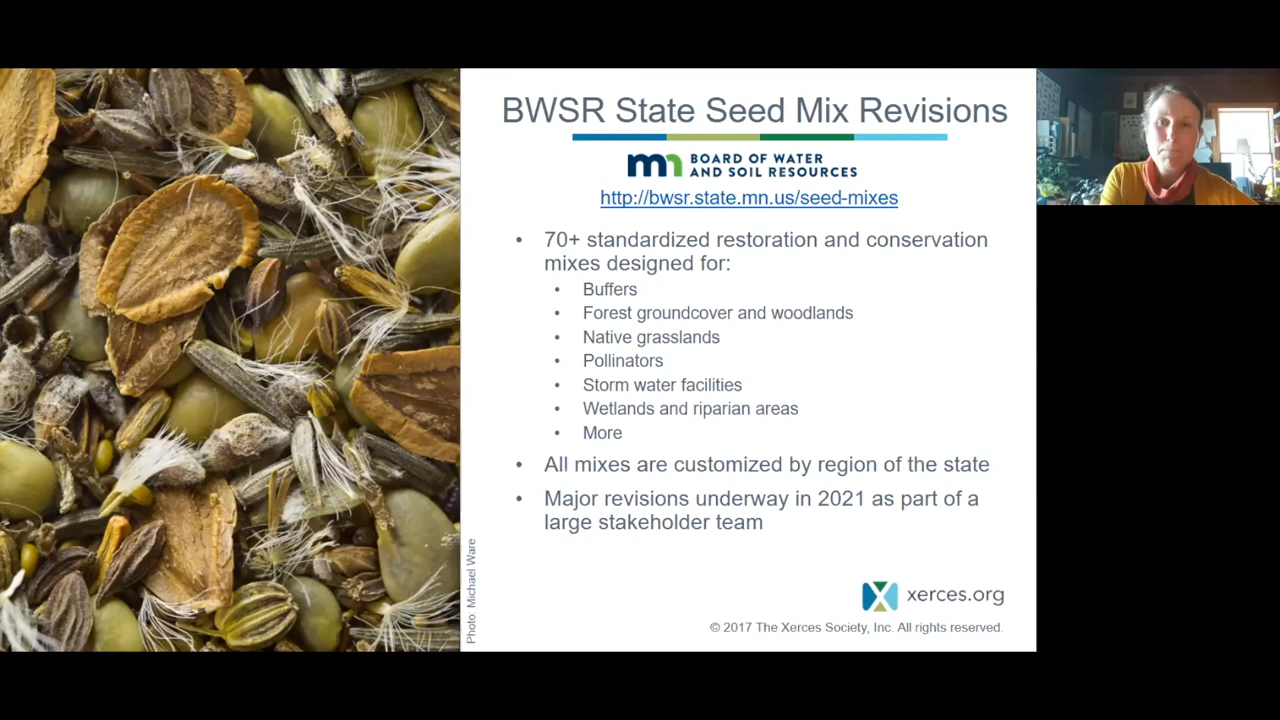 BWSR State Seed Mix Revisions
mn BOARD OF WATER
AND SOIL RESOURCES
http://bwsr.state.mn.us/seed-mixes
• 70+ standardized restoration and conservation
mixes designed for:
• Buffers
• Forest groundcover and woodlands
• Native grasslands
• Pollinators
• Storm water facilities
• Wetlands and riparian areas
• More
• All mixes are customized by region of the state
• Major revisions underway in 2021 as part of a
large stakeholder team
Photo: Michael Ware
xerces.org
© 2017 The Xerces Society, Inc. All rights reserved.